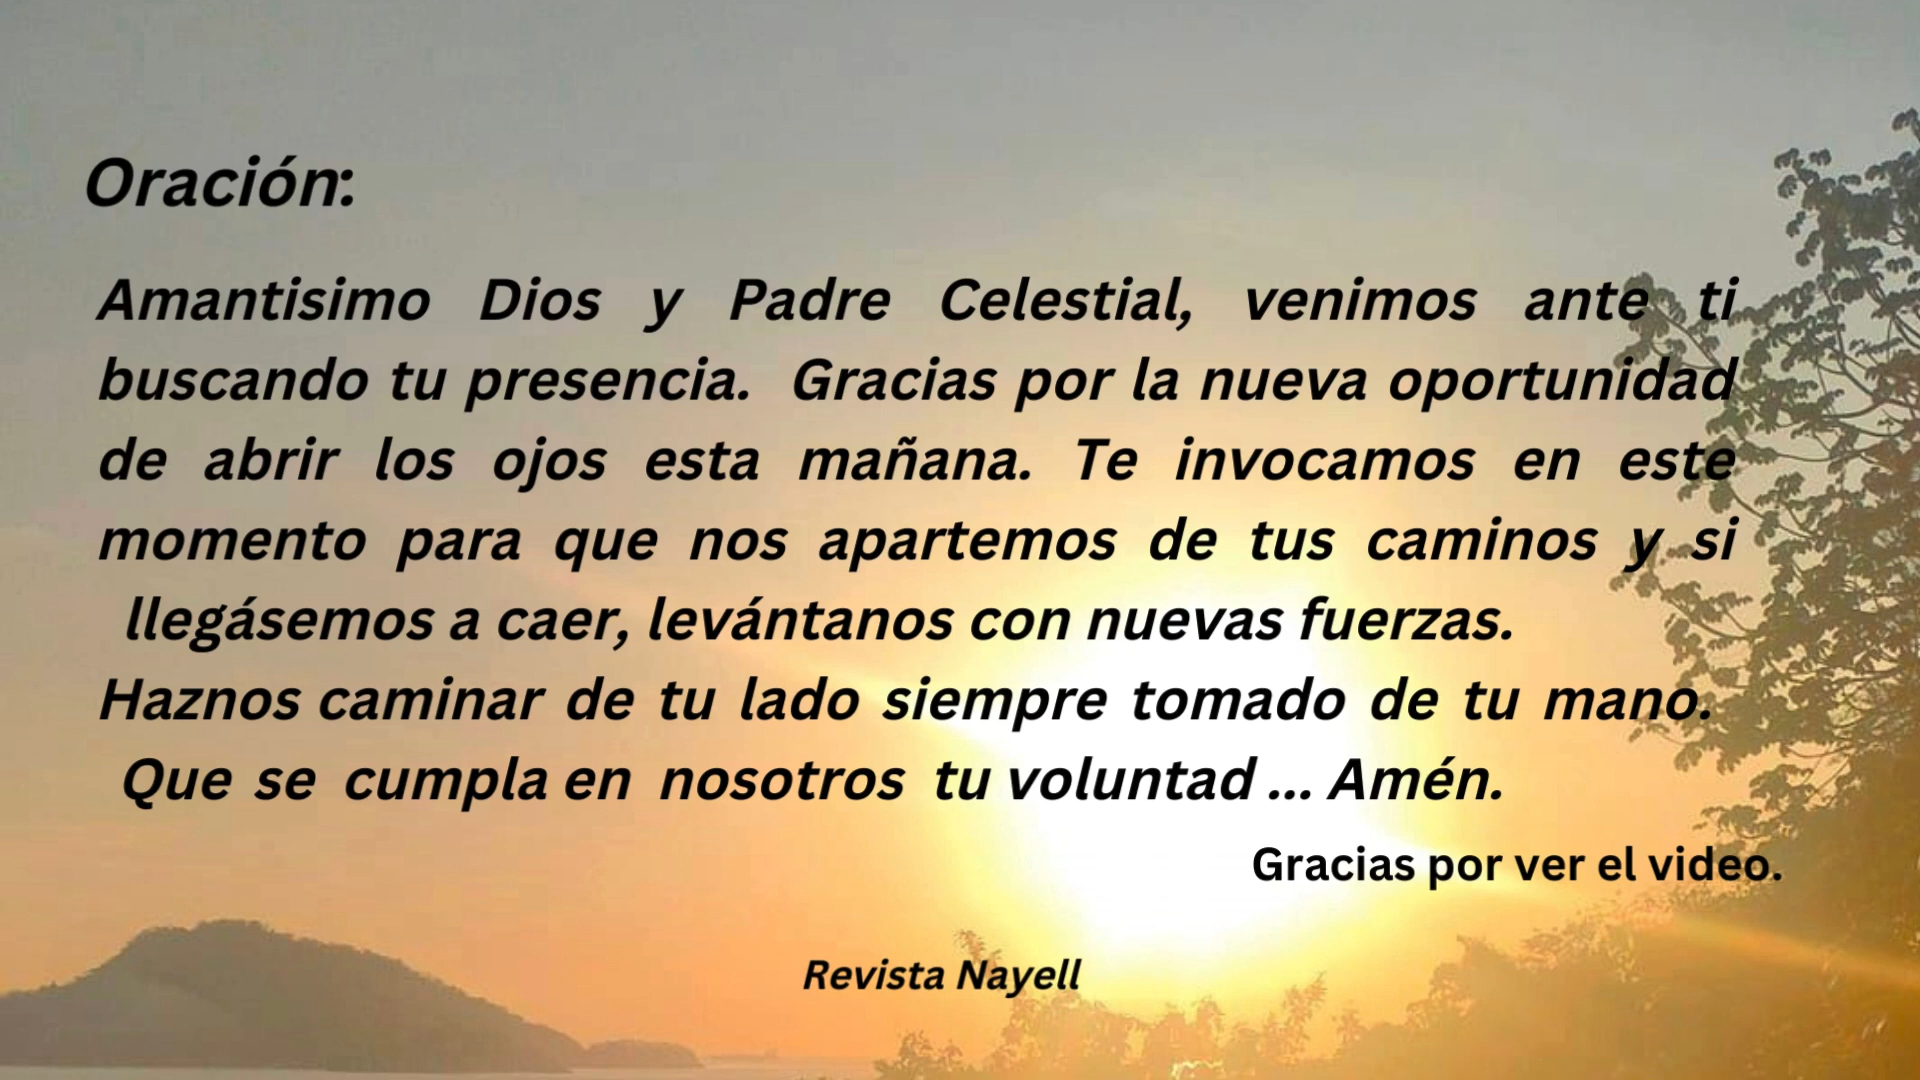 Oración:
Amantisimo Dios y Padre Celestial, venimos ante ti
buscando tu presencia. Gracias por la nueva oportunidad
de abrir los ojos esta mañana. Te invocamos en este
momento para que nos apartemos de tus caminos y si
llegásemos a caer, levántanos con nuevas fuerzas.
Haznos caminar de tu lado siempre tomado de tu mano.
Que se cumpla en nosotros tu voluntad ... Amén.
Gracias por ver el video.
Revista Nayell